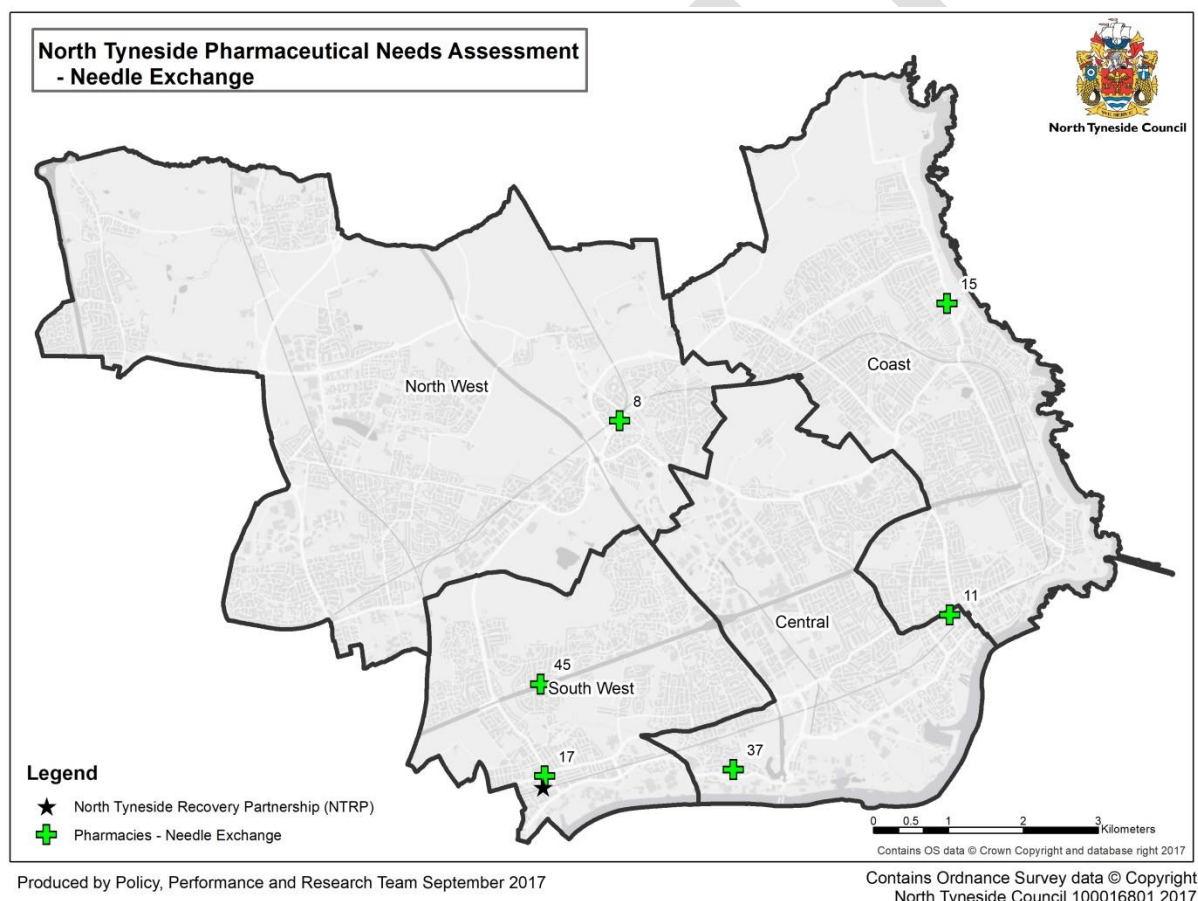 North Tyneside Pharmaceutical Needs Assessment
- Needle Exchange
North Tyneside Council
15
Coast
North West
8
11
Central
45
South West
17
37
Legend
North Tyneside Recovery Partnership (NTRP)
Pharmacies - Needle Exchange
0 0.5 1 2 3
Kilometers
Contains OS data © Crown Copyright and database right 2017
Produced by Policy, Performance and Research Team September 2017
Contains Ordnance Survey data © Copyright
North Tyneside Council 100016801 2017